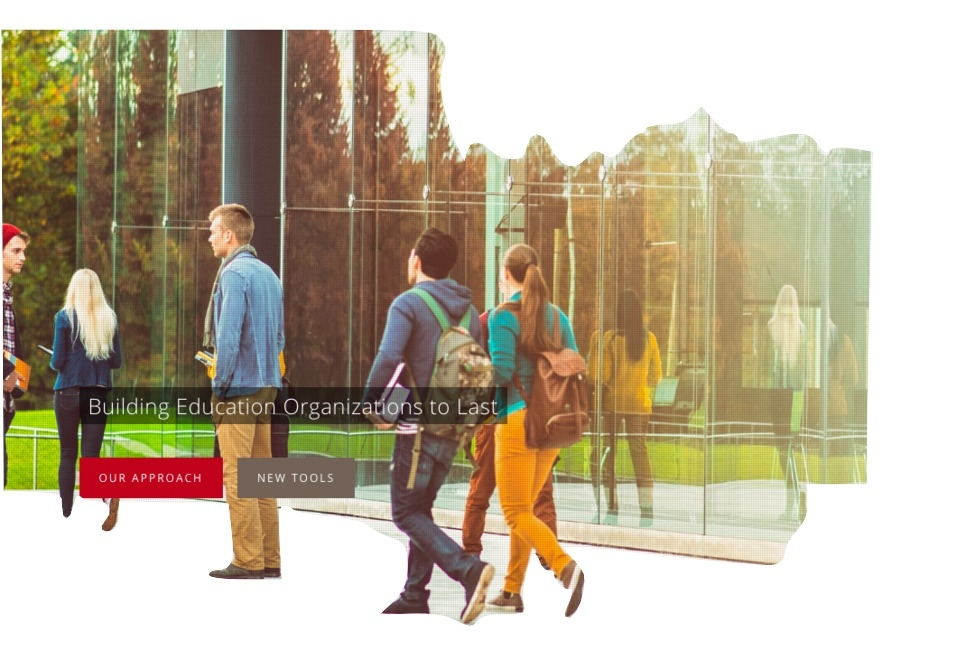 Building Education Organizations to Last
OUR APPROACH
NEW TOOLS